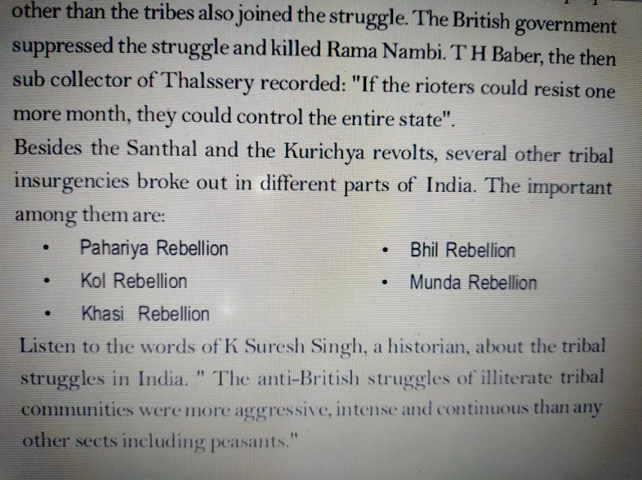 other than the tribes also joined the struggle. The British government
suppressed the struggle and killed Rama Nambi. T H Baber, the then
sub collector of Thalssery recorded: "If the rioters could resist one
more month, they could control the entire state".
Besides the Santhal and the Kurichya revolts, several other tribal
insurgencies broke out in different parts of India. The important
among them are:
• Pahariya Rebellion
• Kol Rebellion
• Khasi Rebellion
• Bhil Rebellion
• Munda Rebellion
Listen to the words of K Suresh Singh, a historian, about the tribal
struggles in India. " The anti-British struggles of illiterate tribal
communities were more aggressive, intense and continuous than any
other sects including peasants."